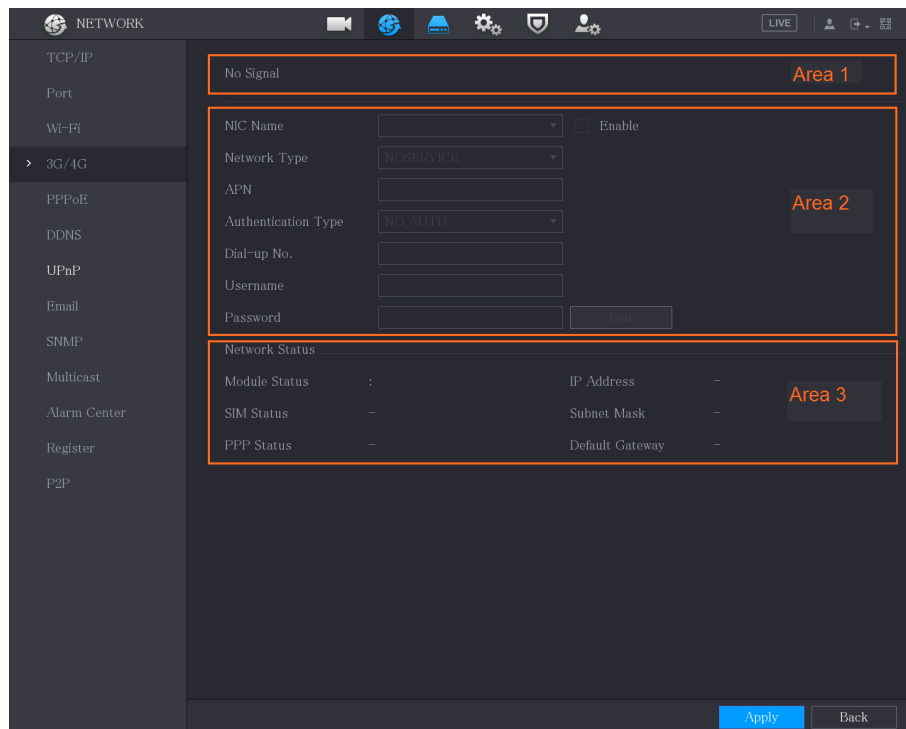 NETWORK
LIVE
TCP/IP
Port
Wi-Fi
3G/4G
PPPoE
DDNS
UPnP
Email
SNMP
Multicast
Alarm Center
Register
P2P
No Signal
Area 1
NIC Name
Enable
Network Type
NOSERVICE
APN
Area 2
Authentication Type
NO_AUTH
Dial-up No.
Username
Password
Dial
Network Status
Module Status :
IP Address -
Area 3
SIM Status -
Subnet Mask -
PPP Status -
Default Gateway -
Apply
Back